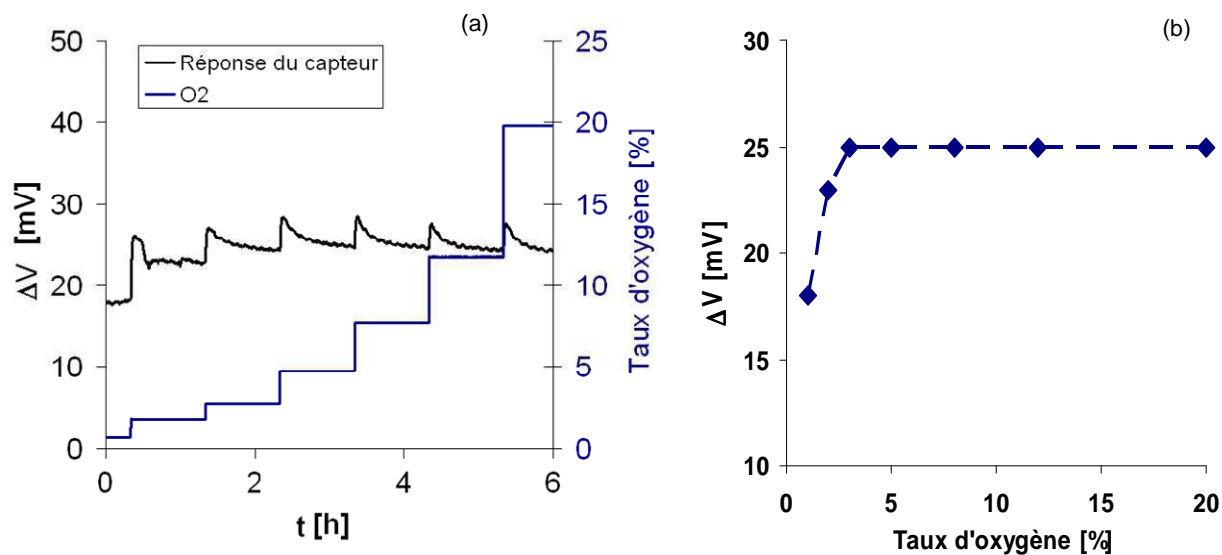 (a)
50
40
30
20
10
0
ΔV [mV]
Réponse du capteur
O2
25
20
15
10
5
0
Taux d'oxygène [%]
0 2 4 6
t [h]
(b)
30
25
20
15
10
ΔV [mV]
0 5 10 15 20
Taux d'oxygène [%]